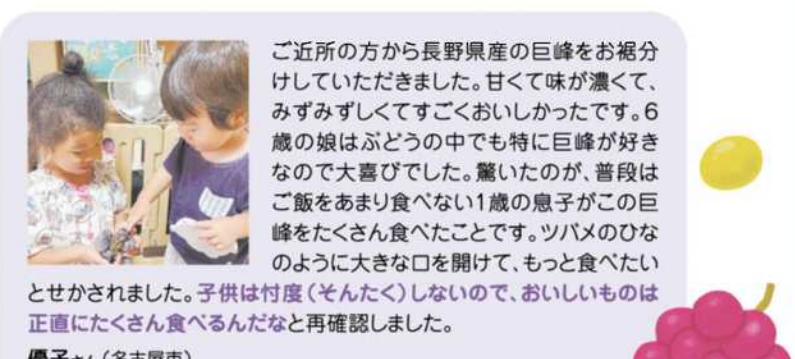 ご近所の方から長野県産の巨峰をお裾分
けしていただきました。甘くて味が濃くて、
みずみずしくてすごくおいしかったです。6
歳の娘はぶどうの中でも特に巨峰が好き
なので大喜びでした。驚いたのが、普段は
ご飯をあまり食べない1歳の息子がこの巨
峰をたくさん食べたことです。ツバメのひな
のように大きな口を開けて、もっと食べたい
とせかされました。子供は忖度(そんたく)しないので、おいしいものは
正直にたくさん食べるんだなと再確認しました。
優子さん(名古屋市)